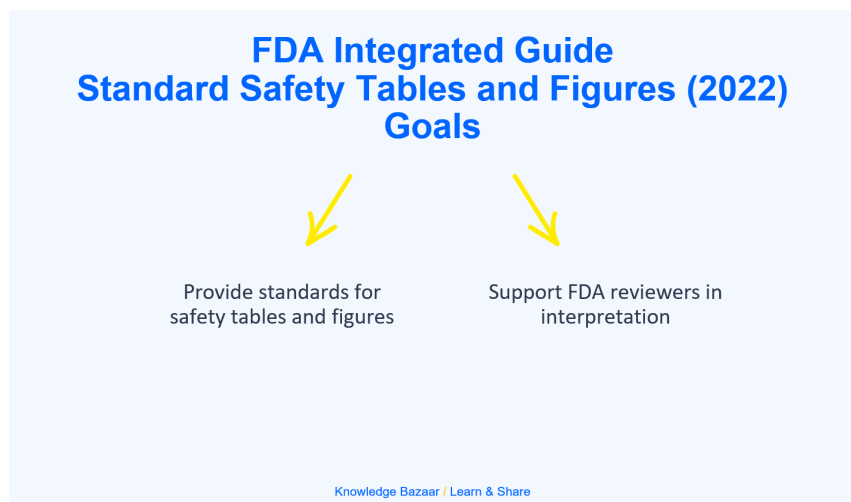 FDA Integrated Guide
Standard Safety Tables and Figures (2022)
Goals
Provide standards for
safety tables and figures
Support FDA reviewers in
interpretation
Knowledge Bazaar / Learn & Share